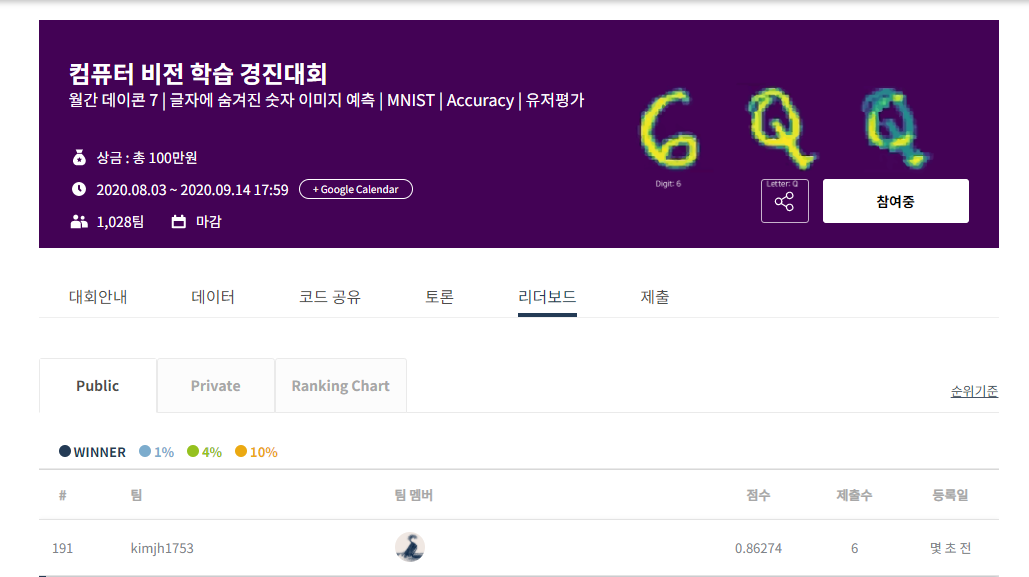 컴퓨터 비전 학습 경진대회
월간 데이콘 7 | 글자에 숨겨진 숫자 이미지 예측 | MNIST | Accuracy | 유저평가
상금 : 총 100만원
2020.08.03 ~ 2020.09.14 17:59 + Google Calendar
1,028팀 마감
Digit: 6
Letter: Q
참여중
대회안내 데이터 코드 공유 토론 리더보드 제출
Public Private Ranking Chart
순위기준
WINNER 1% 4% 10%
# 팀 팀 멤버 점수 제출수 등록일
191 kimjh1753 0.86274 6 몇 초 전